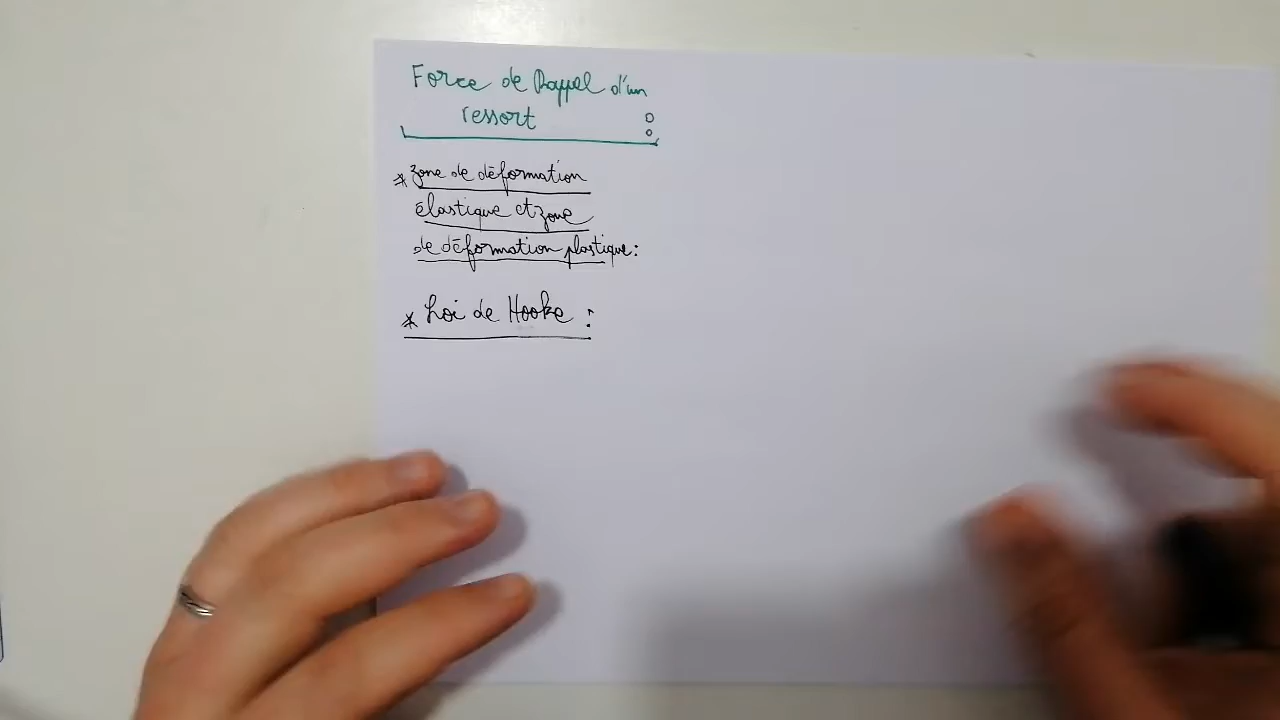 Force de Rappel d'un
ressort :
* zone de déformation
élastique et zone
de déformation plastique :
* Loi de Hooke :